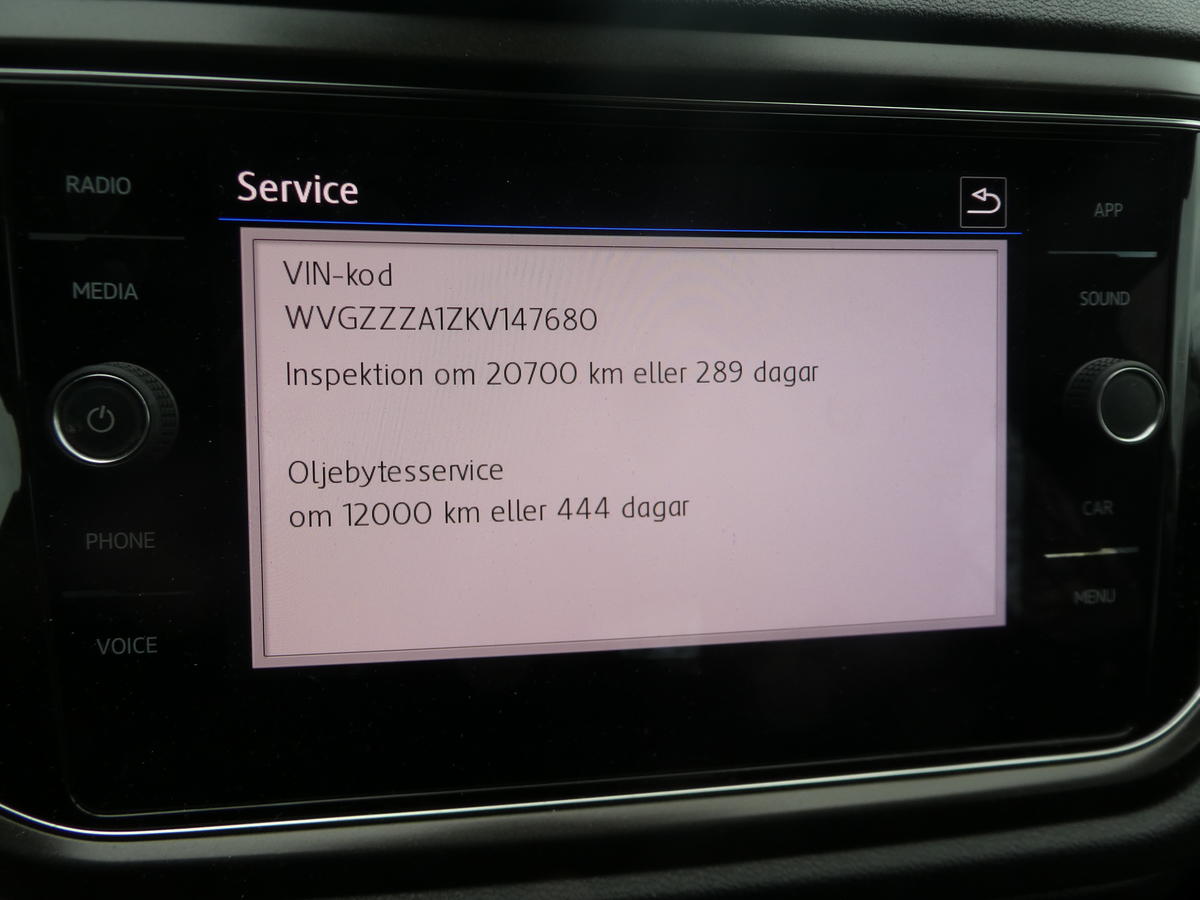 RADIO
MEDIA
PHONE
VOICE
Service
VIN-kod
WVGZZZA1ZKV147680
Inspektion om 20700 km eller 289 dagar
Oljebytesservice
om 12000 km eller 444 dagar
APP
SOUND
CAR
MENU